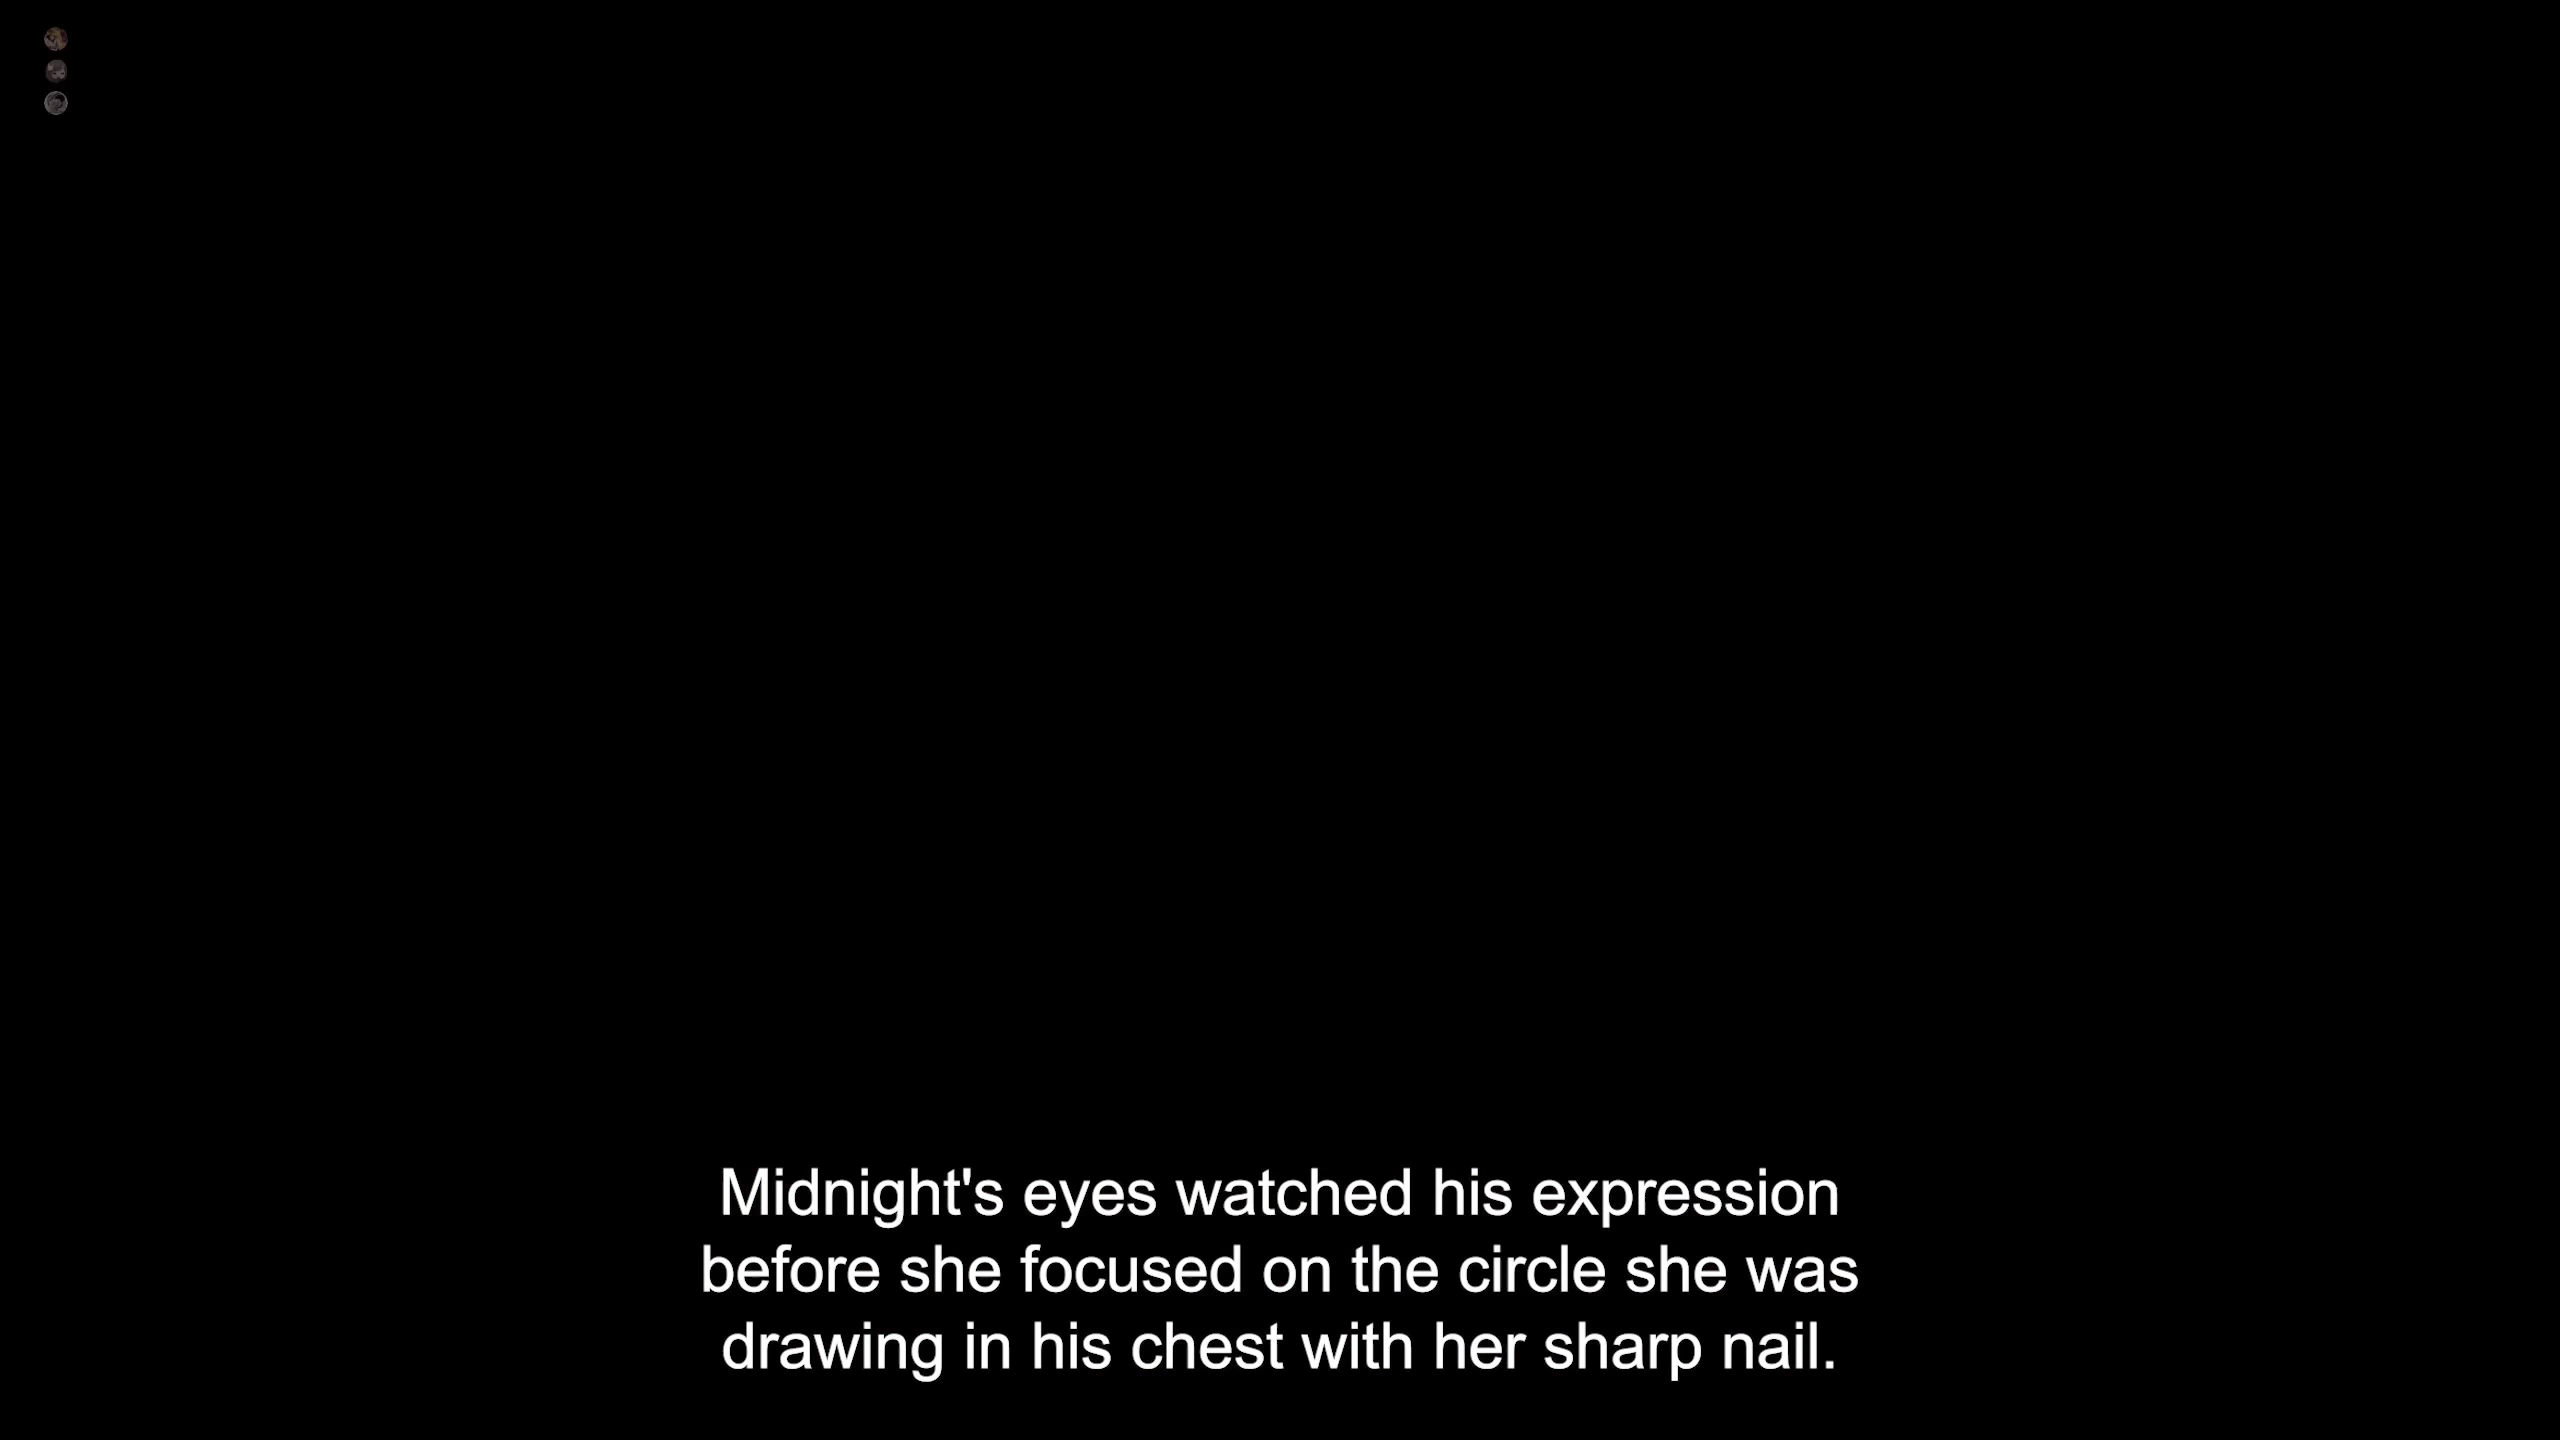 Midnight's eyes watched his expression
before she focused on the circle she was
drawing in his chest with her sharp nail.